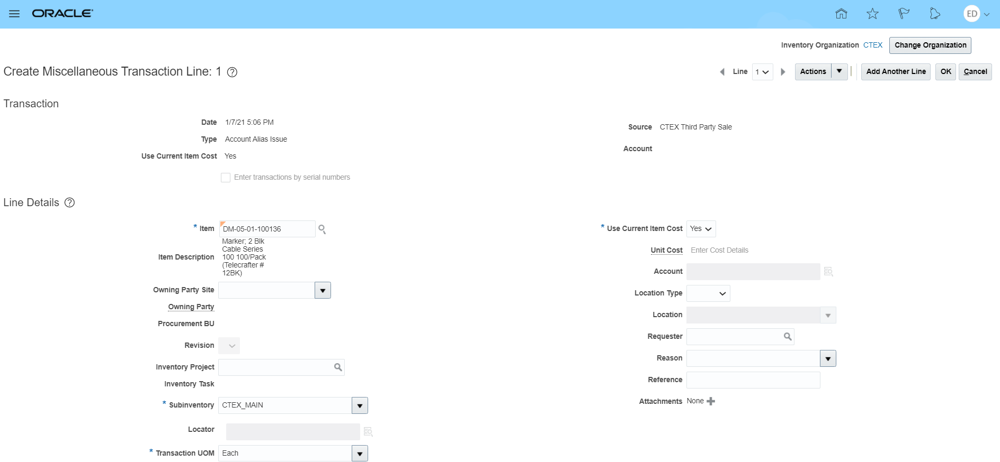 ORACLE
ED
Inventory Organization CTEX Change Organization
Create Miscellaneous Transaction Line: 1 ?
Line 1 Actions Add Another Line OK Cancel
Transaction
Date 1/7/21 5:06 PM
Source CTEX Third Party Sale
Type Account Alias Issue
Account
Use Current Item Cost Yes
Enter transactions by serial numbers
Line Details ?
* Item DM-05-01-100136
Item Description Marker; 2 Blk
Cable Series
100 100/Pack
(Telecrafter #
12BK)
Owning Party Site
Owning Party
Procurement BU
Revision
Inventory Project
Inventory Task
* Subinventory CTEX_MAIN
Locator
* Transaction UOM Each
* Use Current Item Cost Yes
Unit Cost Enter Cost Details
Account
Location Type
Location
Requester
Reason
Reference
Attachments None